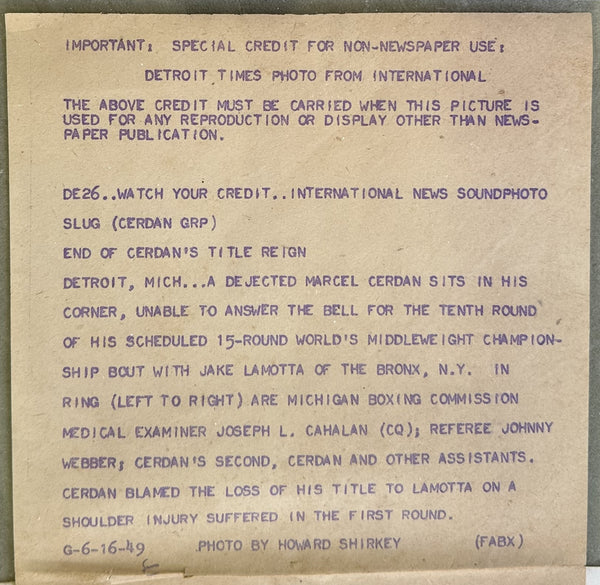 IMPORTANT: SPECIAL CREDIT FOR NON-NEWSPAPER USE:
DETROIT TIMES PHOTO FROM INTERNATIONAL
THE ABOVE CREDIT MUST BE CARRIED WHEN THIS PICTURE IS
USED FOR ANY REPRODUCTION OR DISPLAY OTHER THAN NEWS-
PAPER PUBLICATION.
DE26..WATCH YOUR CREDIT..INTERNATIONAL NEWS SOUNDPHOTO
SLUG (CERDAN GRP)
END OF CERDAN'S TITLE REIGN
DETROIT, MICH...A DEJECTED MARCEL CERDAN SITS IN HIS
CORNER, UNABLE TO ANSWER THE BELL FOR THE TENTH ROUND
OF HIS SCHEDULED 15-ROUND WORLD'S MIDDLEWEIGHT CHAMPION-
SHIP BOUT WITH JAKE LAMOTTA OF THE BRONX, N.Y. IN
RING (LEFT TO RIGHT) ARE MICHIGAN BOXING COMMISSION
MEDICAL EXAMINER JOSEPH L. CAHALAN (CQ); REFEREE JOHNNY
WEBBER; CERDAN'S SECOND, CERDAN AND OTHER ASSISTANTS.
CERDAN BLAMED THE LOSS OF HIS TITLE TO LAMOTTA ON A
SHOULDER INJURY SUFFERED IN THE FIRST ROUND.
G-6-16-49 PHOTO BY HOWARD SHIRKEY (FABX)